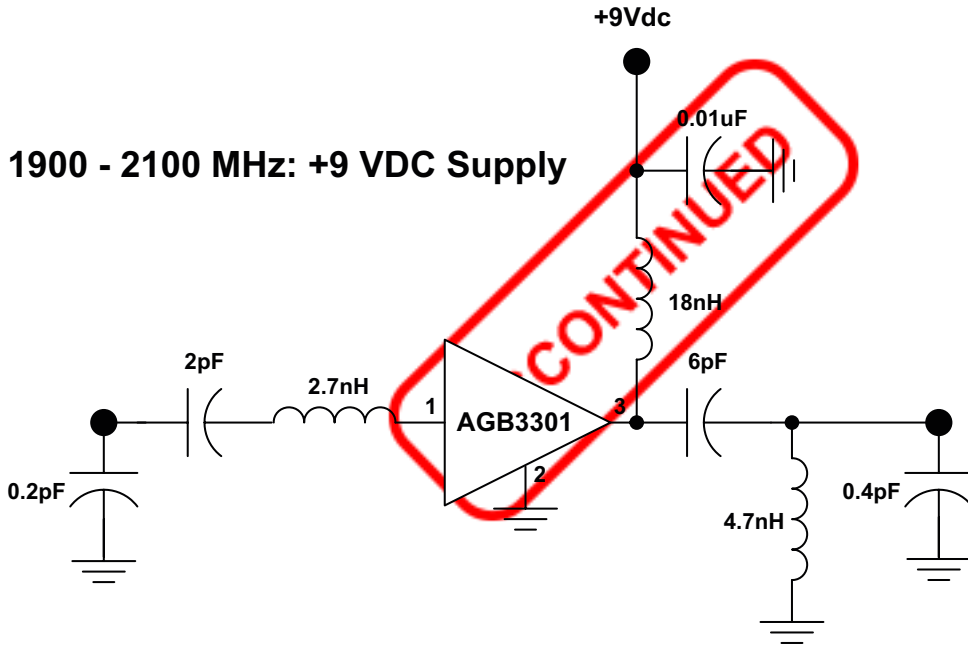 +9Vdc
0.01uF
1900 - 2100 MHz: +9 VDC Supply
18nH
2pF
2.7nH
6pF
1
AGB3301
3
2
0.2pF
4.7nH
0.4pF
CONTINUED